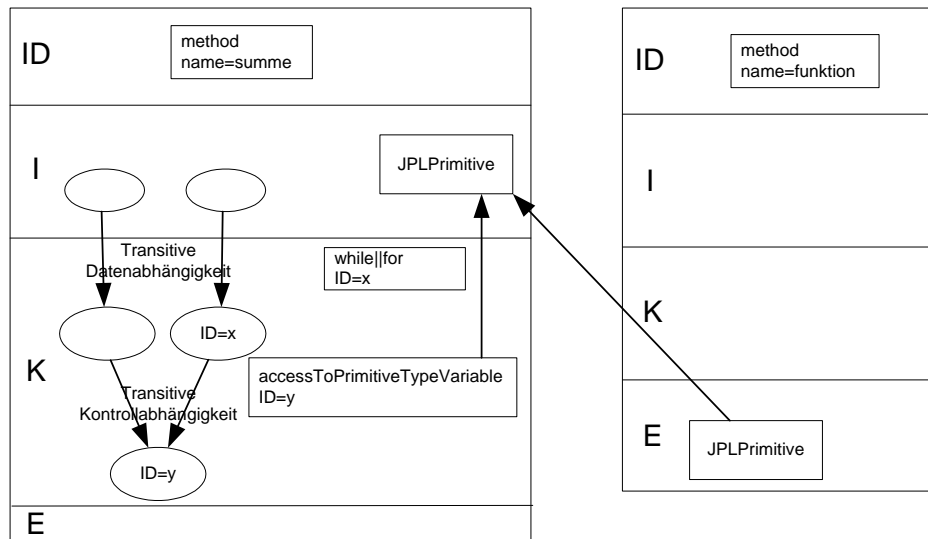 ID
method
name=summe
I
JPLPrimitive
Transitive
Datenabhängigkeit
while||for
ID=x
ID=x
K
accessToPrimitiveTypeVariable
ID=y
Transitive
Kontrollabhängigkeit
ID=y
E
ID
method
name=funktion
I
K
E
JPLPrimitive